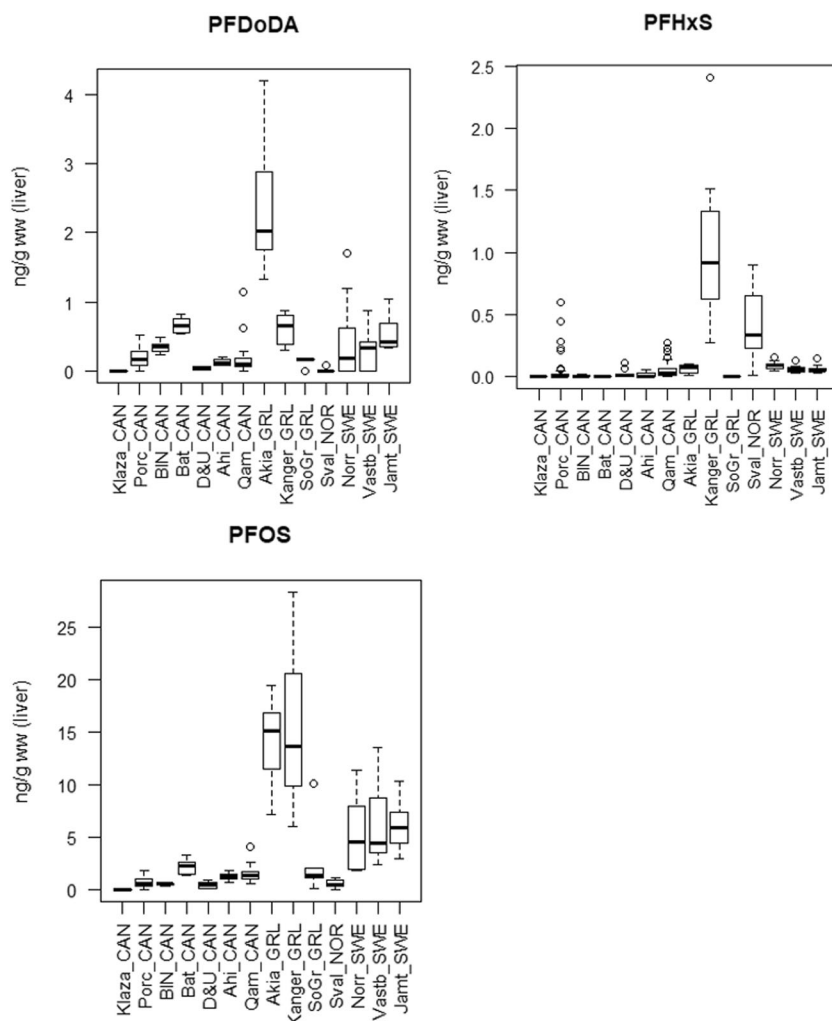 PFDoDA
ng/g ww (liver)
4
3
2
1
0
Klaza_CAN
Porc_CAN
BIN_CAN
Bat_CAN
D&U_CAN
Ahi_CAN
Qam_CAN
Akia_GRL
Kanger_GRL
SoGr_GRL
Sval_NOR
Norr_SWE
Vastb_SWE
Jamt_SWE
PFHxS
ng/g ww (liver)
2.5
2.0
1.5
1.0
0.5
0.0
Klaza_CAN
Porc_CAN
BIN_CAN
Bat_CAN
D&U_CAN
Ahi_CAN
Qam_CAN
Akia_GRL
Kanger_GRL
SoGr_GRL
Sval_NOR
Norr_SWE
Vastb_SWE
Jamt_SWE
PFOS
ng/g ww (liver)
25
20
15
10
5
0
Klaza_CAN
Porc_CAN
BIN_CAN
Bat_CAN
D&U_CAN
Ahi_CAN
Qam_CAN
Akia_GRL
Kanger_GRL
SoGr_GRL
Sval_NOR
Norr_SWE
Vastb_SWE
Jamt_SWE